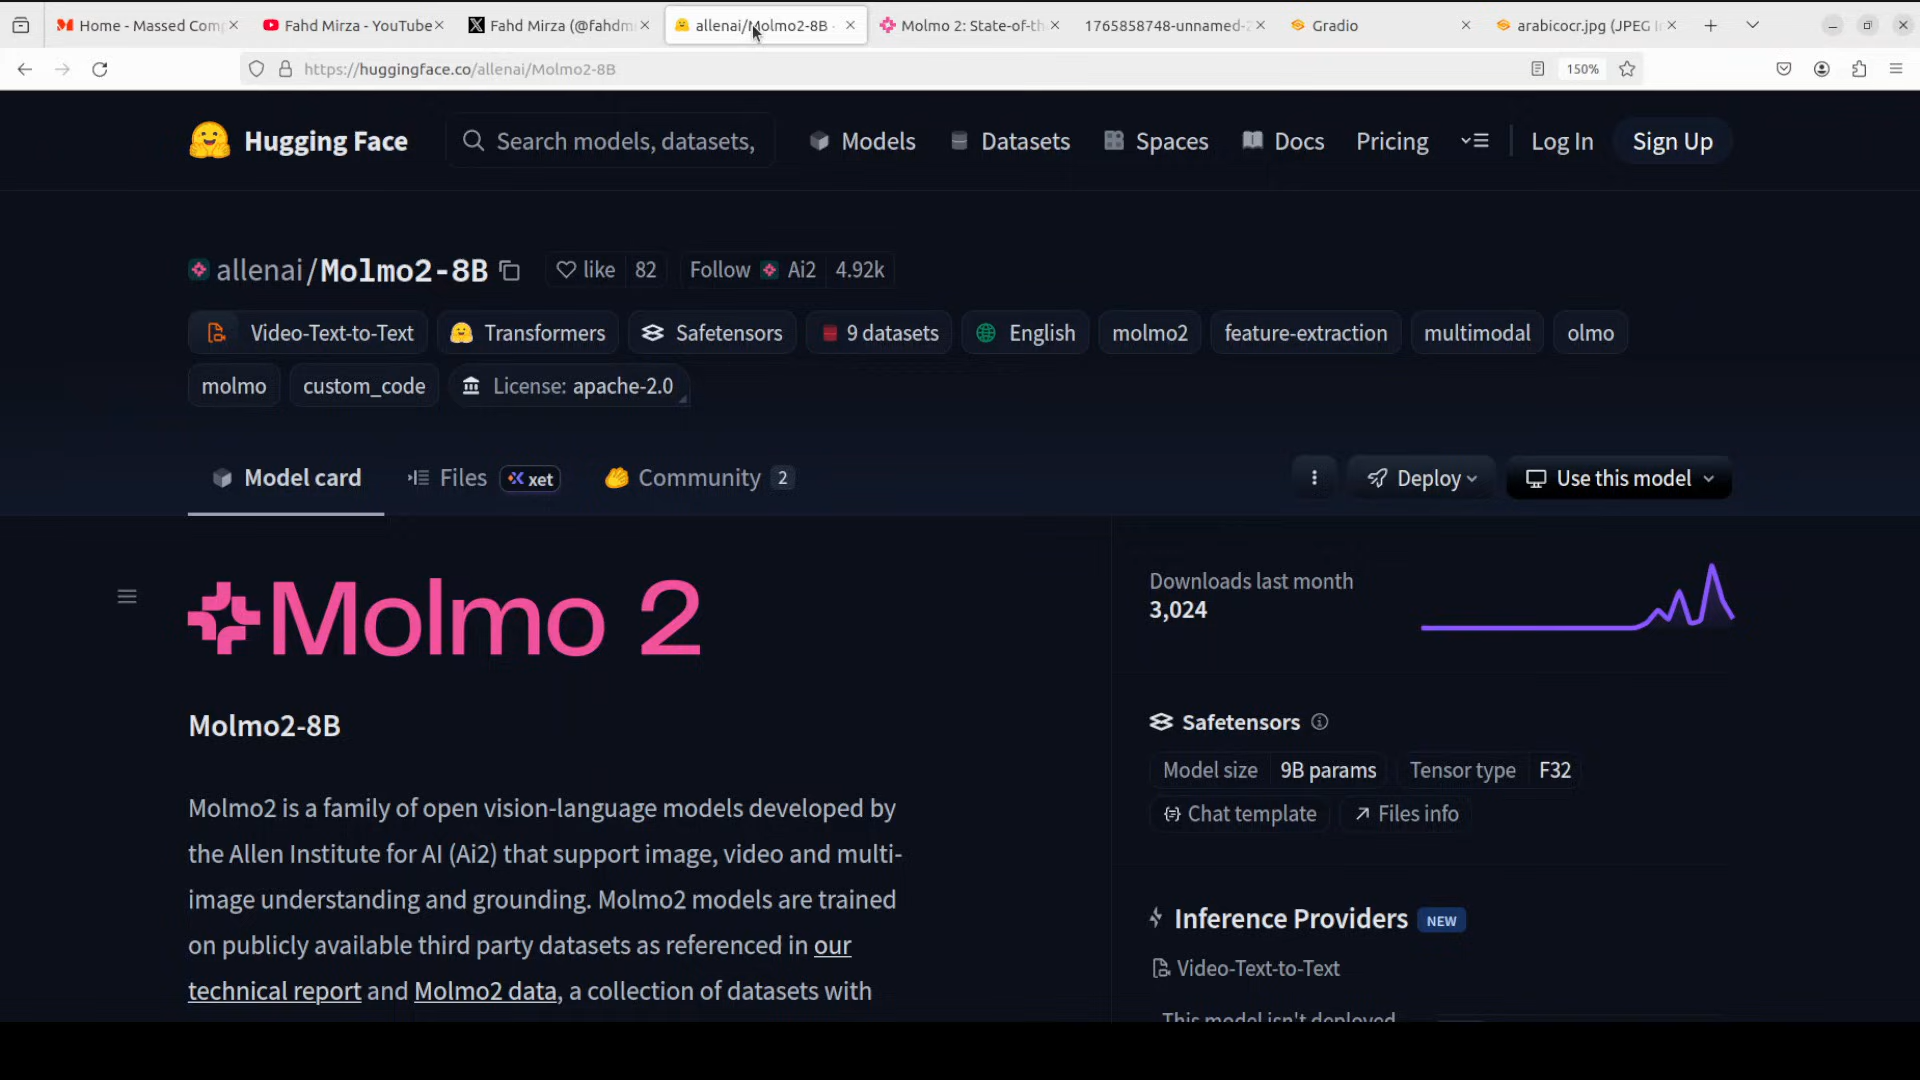 Home - Massed Comp
Fahd Mirza - YouTube
Fahd Mirza (@fahdm
allenai/Molmo2-8B
Molmo 2: State-of-th
1765858748-unnamed-
Gradio
arabicocr.jpg (JPEG I
https://huggingface.co/allenai/Molmo2-8B
150%
Hugging Face
Search models, datasets,
Models
Datasets
Spaces
Docs
Pricing
Log In
Sign Up
allenai/Molmo2-8B
like 82
Follow Ai2 4.92k
Video-Text-to-Text
Transformers
Safetensors
9 datasets
English
molmo2
feature-extraction
multimodal
olmo
molmo
custom_code
License: apache-2.0
Model card
Files xet
Community 2
Deploy
Use this model
Molmo 2
Molmo2-8B
Molmo2 is a family of open vision-language models developed by
the Allen Institute for AI (Ai2) that support image, video and multi-
image understanding and grounding. Molmo2 models are trained
on publicly available third party datasets as referenced in our
technical report and Molmo2 data, a collection of datasets with
Downloads last month
3,024
Safetensors
Model size 9B params
Tensor type F32
Chat template
Files info
Inference Providers NEW
Video-Text-to-Text
This model isn't deployed